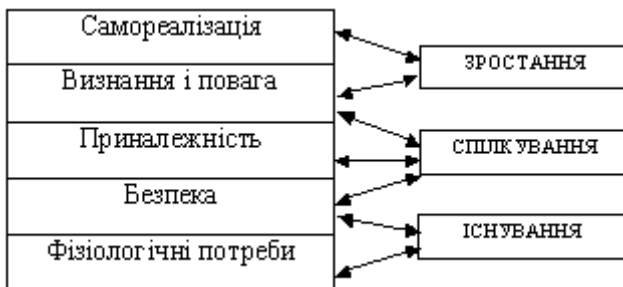 Самореалізація
ЗРОСТАННЯ
Визнання і повага
Приналежність
СПІЛКУВАННЯ
Безпека
ІСНУВАННЯ
Фізіологічні потреби